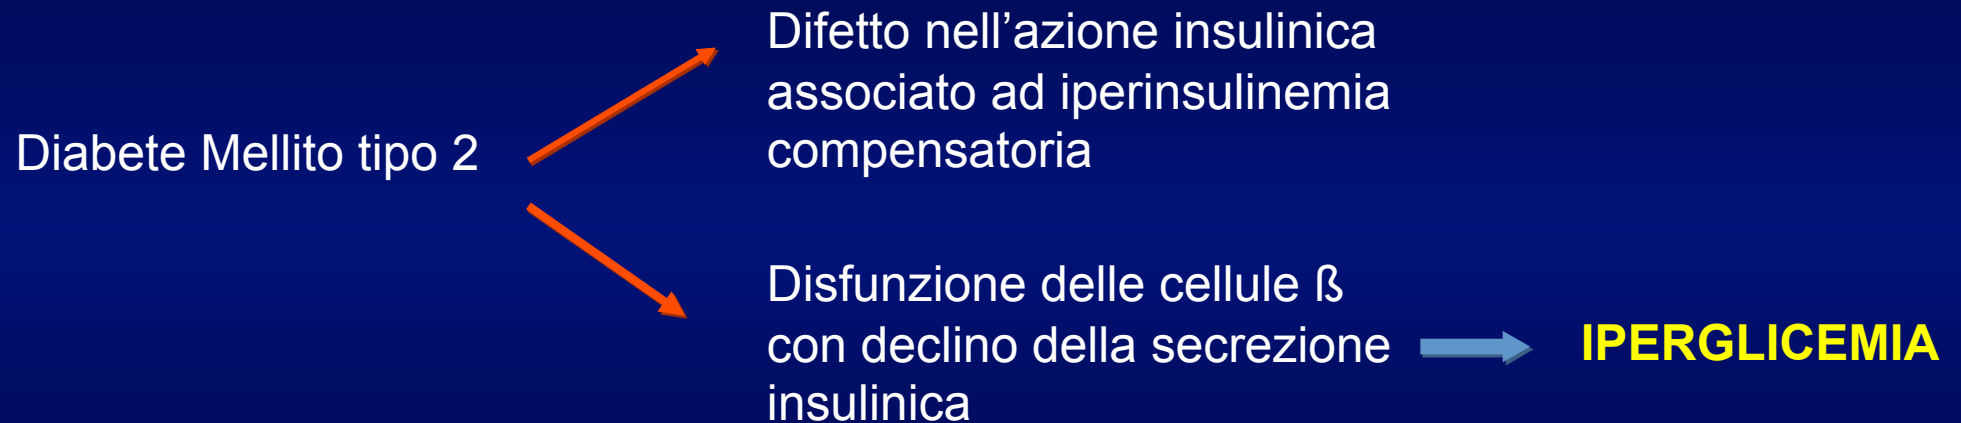 Difetto nell’azione insulinica
associato ad iperinsulinemia
compensatoria
Diabete Mellito tipo 2
Disfunzione delle cellule ß
con declino della secrezione
insulinica
IPERGLICEMIA